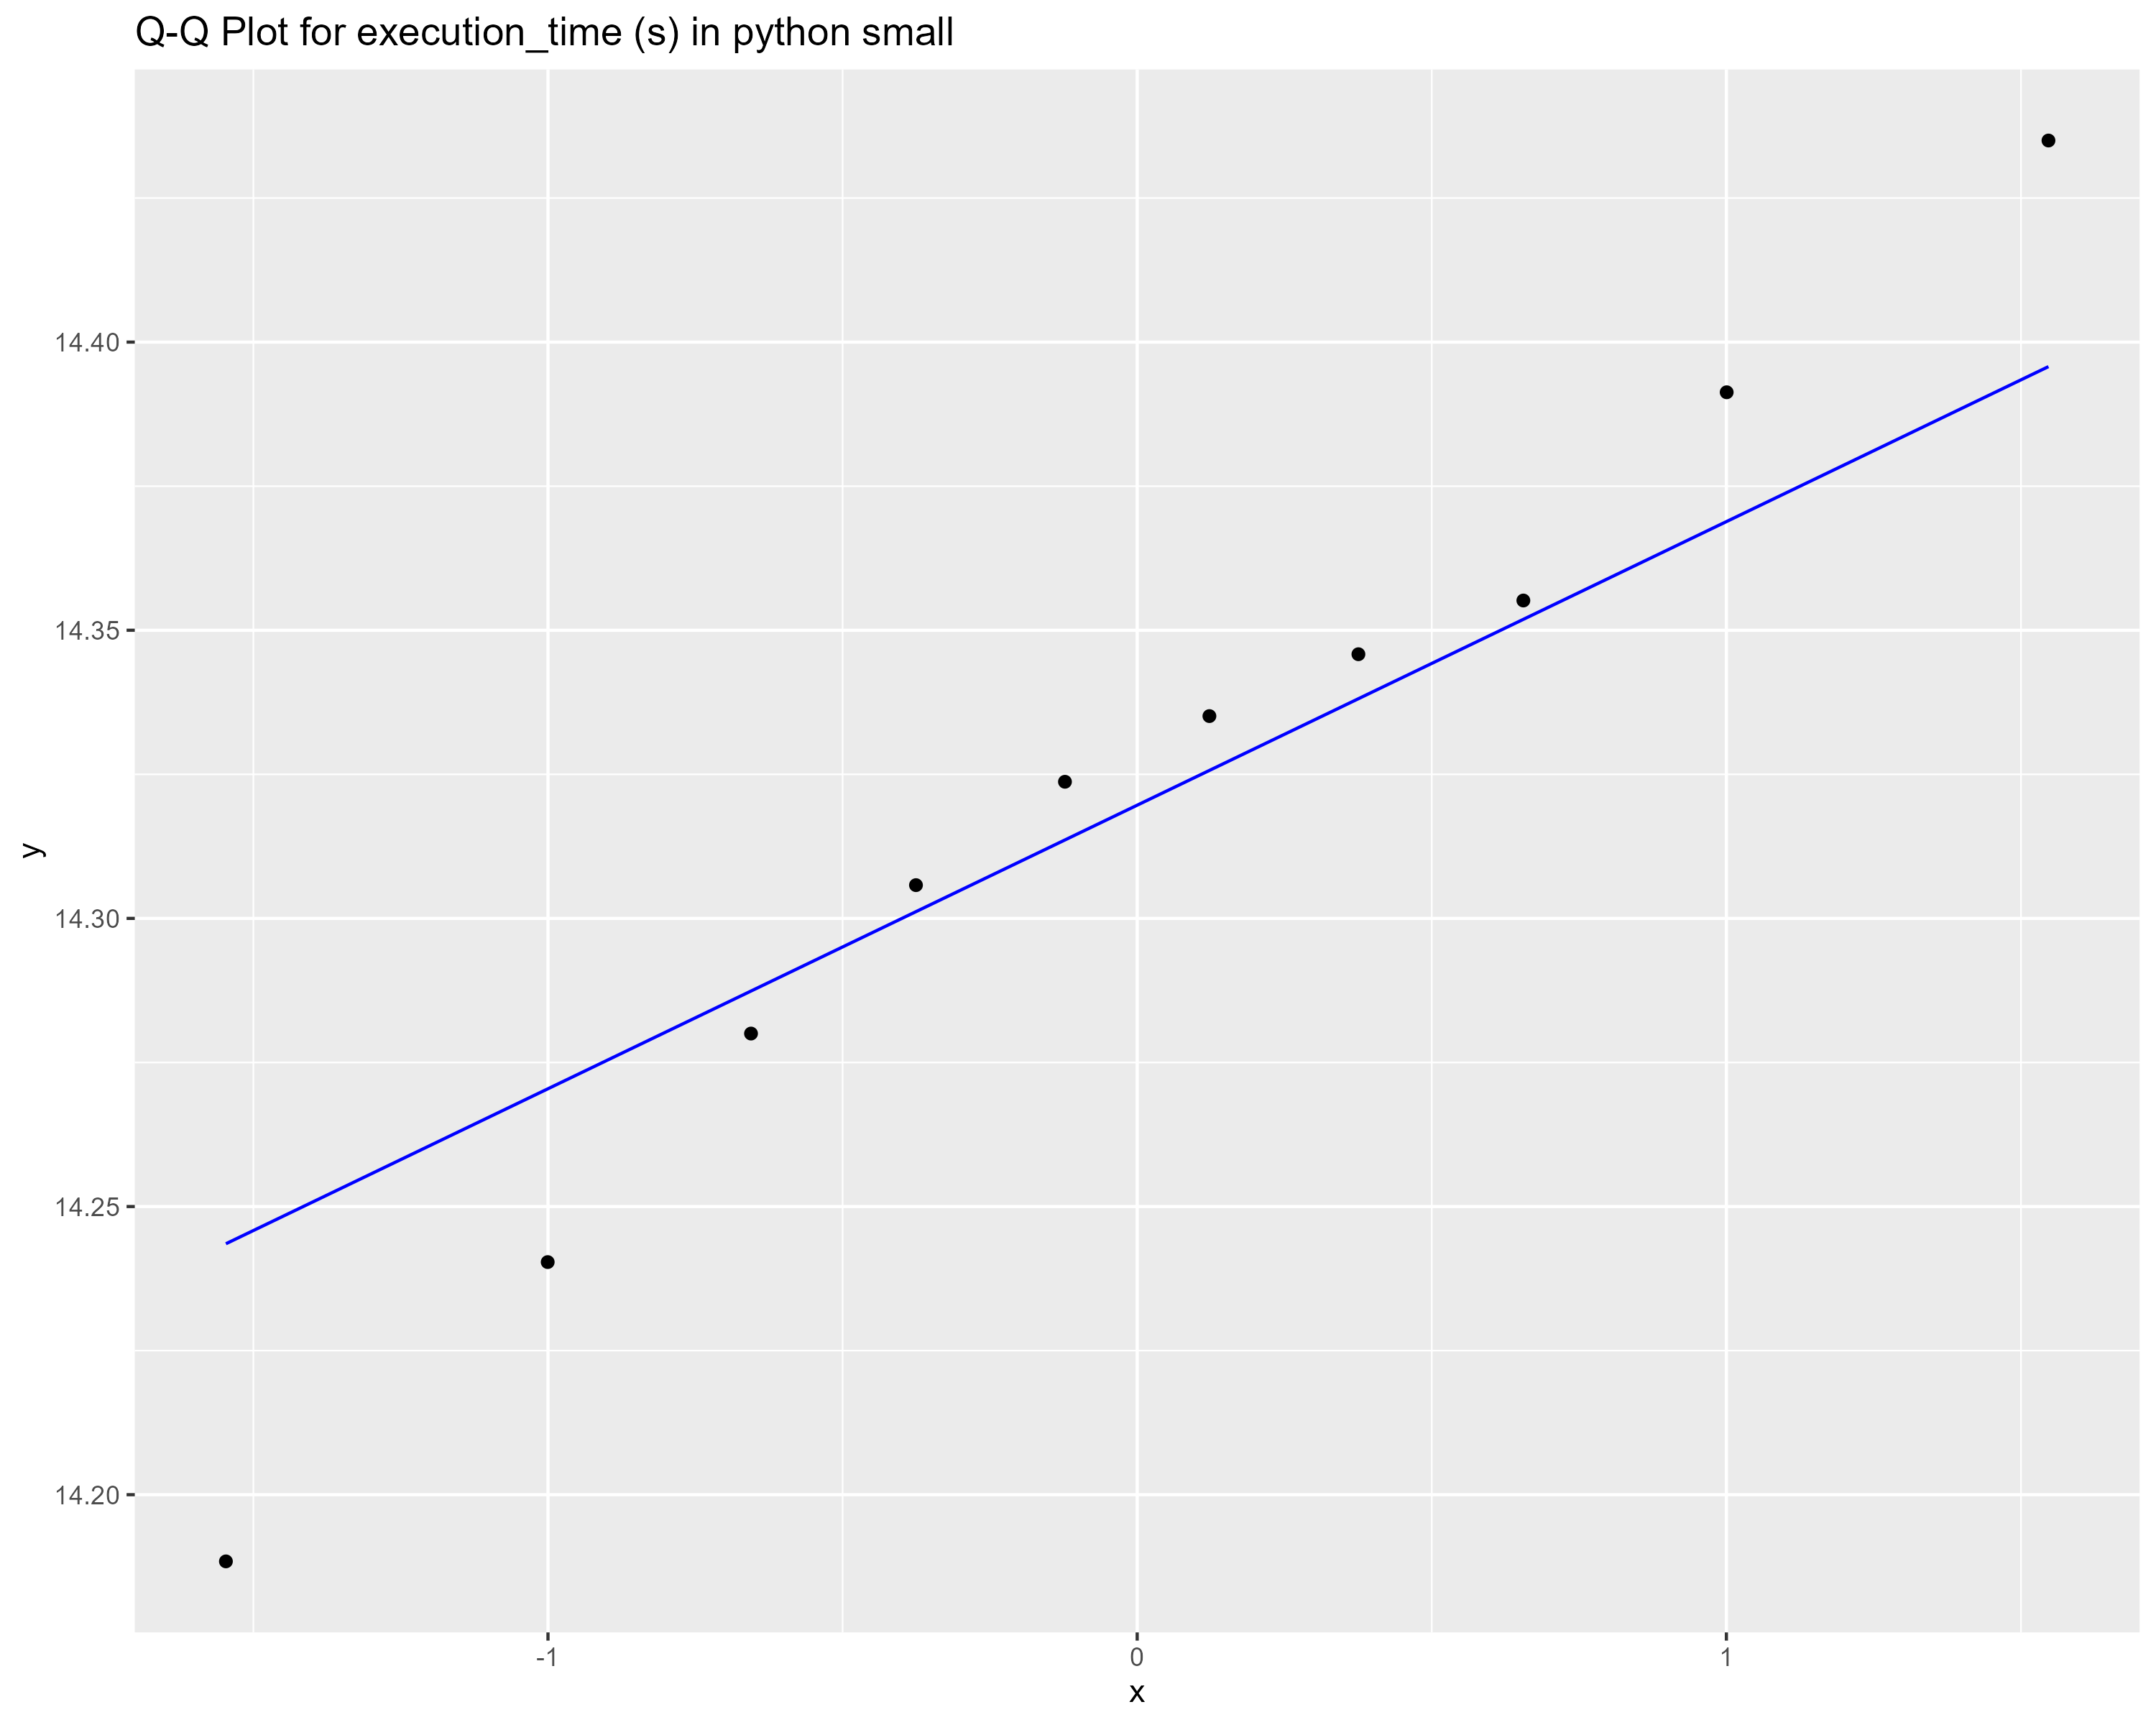 Q-Q Plot for execution_time (s) in python small
14.40
14.35
14.30
14.25
14.20
y
-1 0 1
x